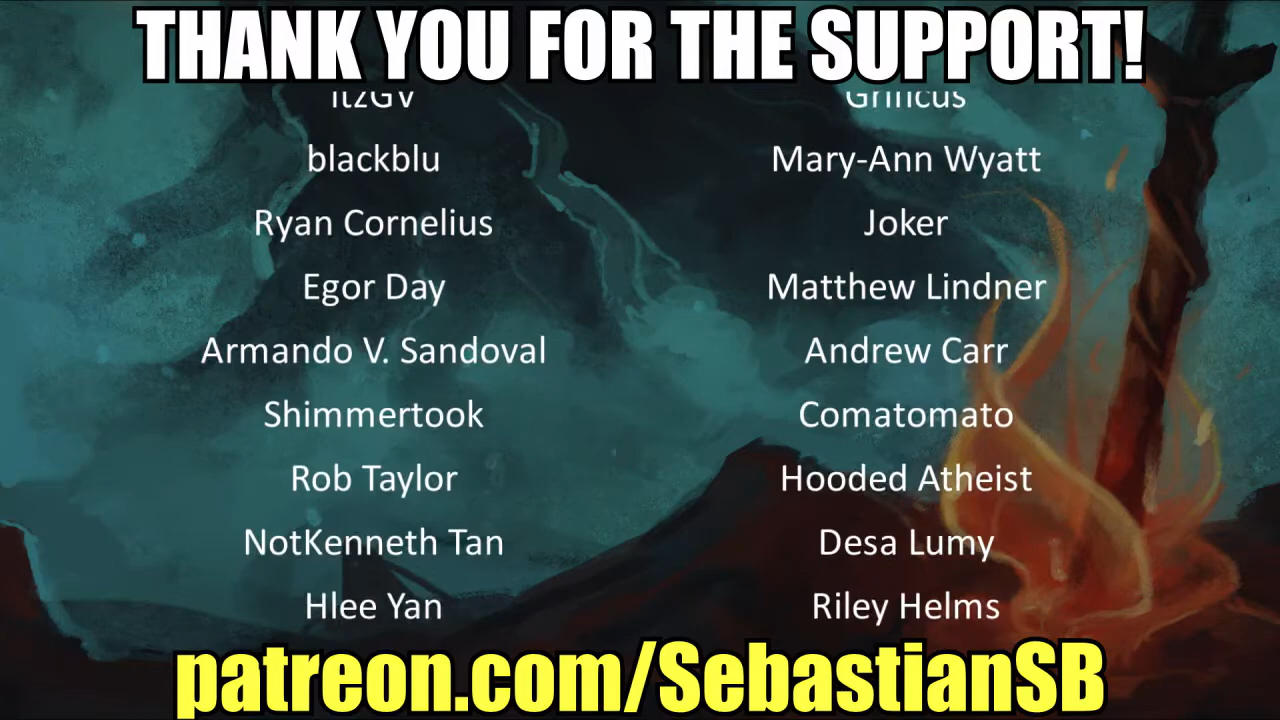 THANK YOU FOR THE SUPPORT!
ItzGV
blackblu
Ryan Cornelius
Egor Day
Armando V. Sandoval
Shimmertook
Rob Taylor
NotKenneth Tan
Hlee Yan
Mary-Ann Wyatt
Joker
Matthew Lindner
Andrew Carr
Comatomato
Hooded Atheist
Desa Lumy
Riley Helms
patreon.com/SebastianSB